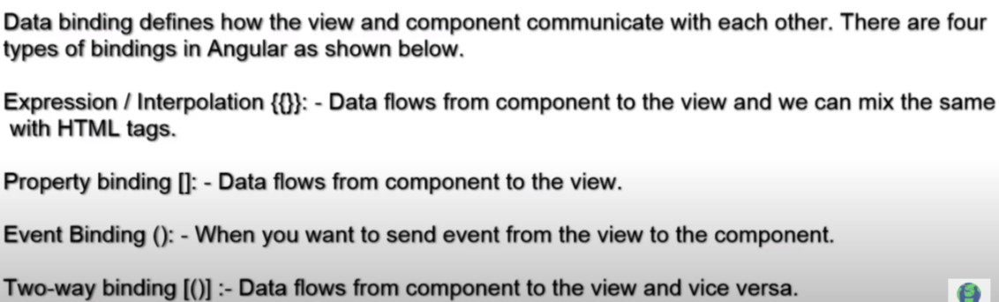 Data binding defines how the view and component communicate with each other. There are four
types of bindings in Angular as shown below.
Expression / Interpolation {{}}: - Data flows from component to the view and we can mix the same
with HTML tags.
Property binding []: - Data flows from component to the view.
Event Binding (): - When you want to send event from the view to the component.
Two-way binding [()] :- Data flows from component to the view and vice versa.